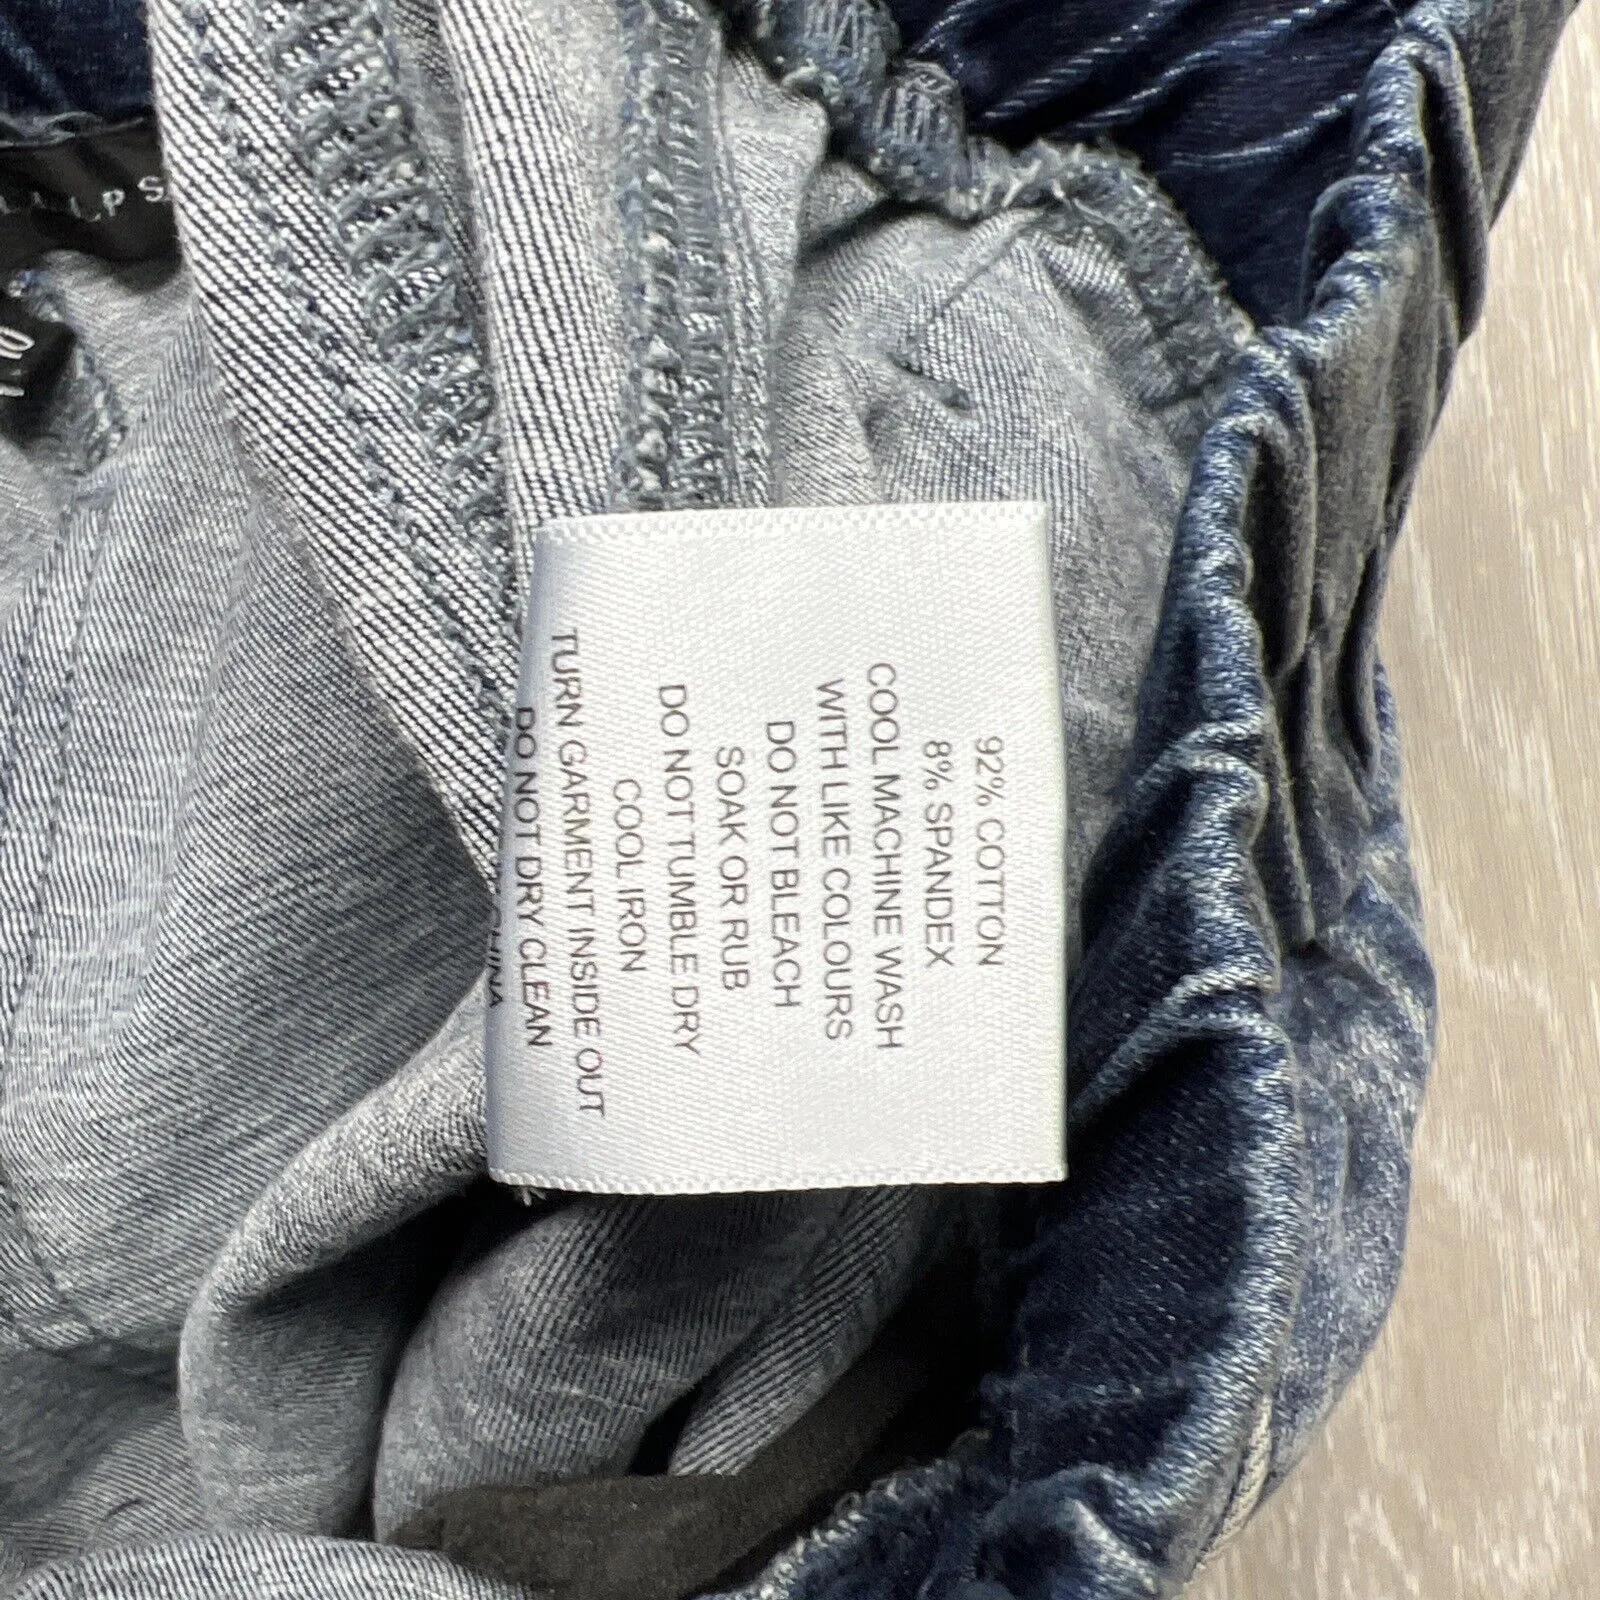 92% COTTON
8% SPANDEX
COOL MACHINE WASH
WITH LIKE COLOURS
DO NOT BLEACH
SOAK OR RUB
DO NOT TUMBLE DRY
COOL IRON
TURN GARMENT INSIDE OUT
DO NOT DRY CLEAN
CHINA